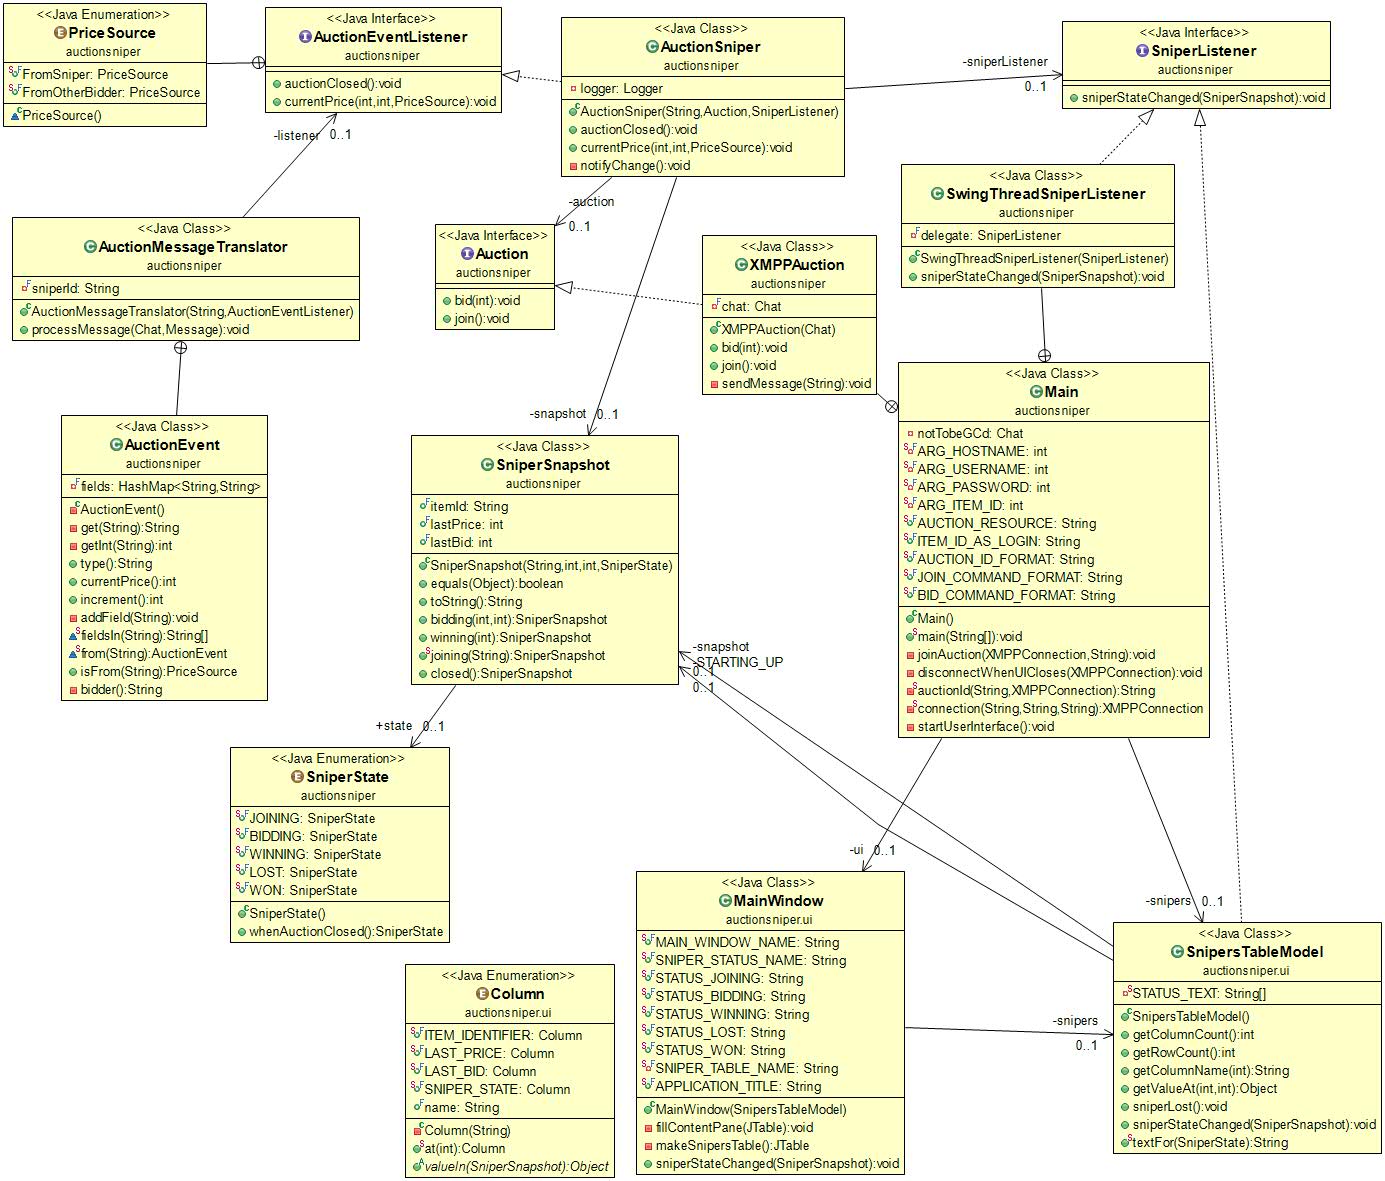 <<Java Enumeration>>
PriceSource
auctionsniper
FromSniper: PriceSource
FromOtherBidder: PriceSource
PriceSource()
<<Java Interface>>
AuctionEventListener
auctionsniper
auctionClosed():void
currentPrice(int,int,PriceSource):void
<<Java Class>>
AuctionSniper
auctionsniper
logger: Logger
AuctionSniper(String,Auction,SniperListener)
auctionClosed():void
currentPrice(int,int,PriceSource):void
notifyChange():void
-sniperListener
0..1
<<Java Interface>>
SniperListener
auctionsniper
sniperStateChanged(SniperSnapshot):void
-listener 0..1
<<Java Class>>
AuctionMessageTranslator
auctionsniper
sniperId: String
AuctionMessageTranslator(String,AuctionEventListener)
processMessage(Chat,Message):void
-auction
0..1
<<Java Interface>>
Auction
auctionsniper
bid(int):void
join():void
<<Java Class>>
XMPPAuction
auctionsniper
chat: Chat
XMPPAuction(Chat)
bid(int):void
join():void
sendMessage(String):void
<<Java Class>>
SwingThreadSniperListener
auctionsniper
delegate: SniperListener
SwingThreadSniperListener(SniperListener)
sniperStateChanged(SniperSnapshot):void
<<Java Class>>
AuctionEvent
auctionsniper
fields: HashMap<String,String>
AuctionEvent()
get(String):String
getInt(String):int
type():String
currentPrice():int
increment():int
addField(String):void
fieldsIn(String):String[]
from(String):AuctionEvent
isFrom(String):PriceSource
bidder():String
-snapshot 0..1
<<Java Class>>
SniperSnapshot
auctionsniper
itemId: String
lastPrice: int
lastBid: int
SniperSnapshot(String,int,int,SniperState)
equals(Object):boolean
toString():String
bidding(int,int):SniperSnapshot
winning(int):SniperSnapshot
joining(String):SniperSnapshot
closed():SniperSnapshot
-snapshot
-STARTING_UP
0..1
0..1
<<Java Class>>
Main
auctionsniper
notTobeGCd: Chat
ARG_HOSTNAME: int
ARG_USERNAME: int
ARG_PASSWORD: int
ARG_ITEM_ID: int
AUCTION_RESOURCE: String
ITEM_ID_AS_LOGIN: String
AUCTION_ID_FORMAT: String
JOIN_COMMAND_FORMAT: String
BID_COMMAND_FORMAT: String
Main()
main(String[]):void
joinAuction(XMPPConnection,String):void
disconnectWhenUICloses(XMPPConnection):void
auctionId(String,XMPPConnection):String
connection(String,String,String):XMPPConnection
startUserInterface():void
+state 0..1
<<Java Enumeration>>
SniperState
auctionsniper
JOINING: SniperState
BIDDING: SniperState
WINNING: SniperState
LOST: SniperState
WON: SniperState
SniperState()
whenAuctionClosed():SniperState
<<Java Enumeration>>
Column
auctionsniper.ui
ITEM_IDENTIFIER: Column
LAST_PRICE: Column
LAST_BID: Column
SNIPER_STATE: Column
name: String
Column(String)
at(int):Column
valueIn(SniperSnapshot):Object
-ui 0..1
<<Java Class>>
MainWindow
auctionsniper.ui
MAIN_WINDOW_NAME: String
SNIPER_STATUS_NAME: String
STATUS_JOINING: String
STATUS_BIDDING: String
STATUS_WINNING: String
STATUS_LOST: String
STATUS_WON: String
SNIPER_TABLE_NAME: String
APPLICATION_TITLE: String
MainWindow(SnipersTableModel)
fillContentPane(JTable):void
makeSnipersTable():JTable
sniperStateChanged(SniperSnapshot):void
-snipers
0..1
-snipers 0..1
<<Java Class>>
SnipersTableModel
auctionsniper.ui
STATUS_TEXT: String[]
SnipersTableModel()
getColumnCount():int
getRowCount():int
getColumnName(int):String
getValueAt(int,int):Object
sniperLost():void
sniperStateChanged(SniperSnapshot):void
textFor(SniperState):String